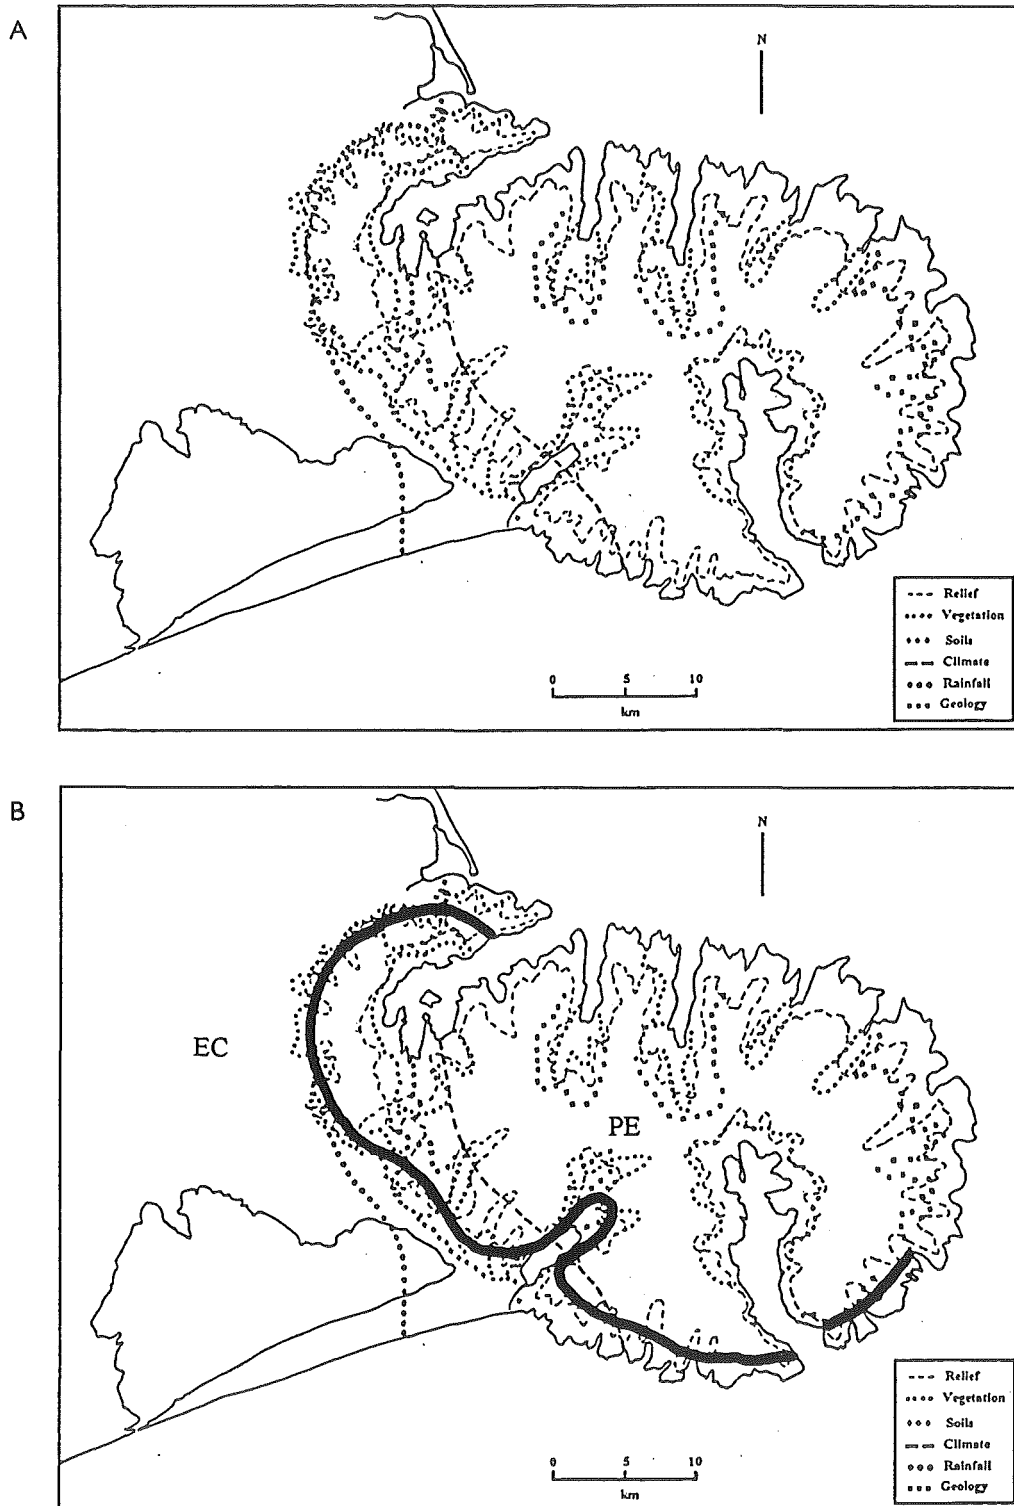 A
N
Relief
Vegetation
Soils
Climate
Rainfall
Geology
0 5 10
km
B
N
EC
PE
Relief
Vegetation
Soils
Climate
Rainfall
Geology
0 5 10
km